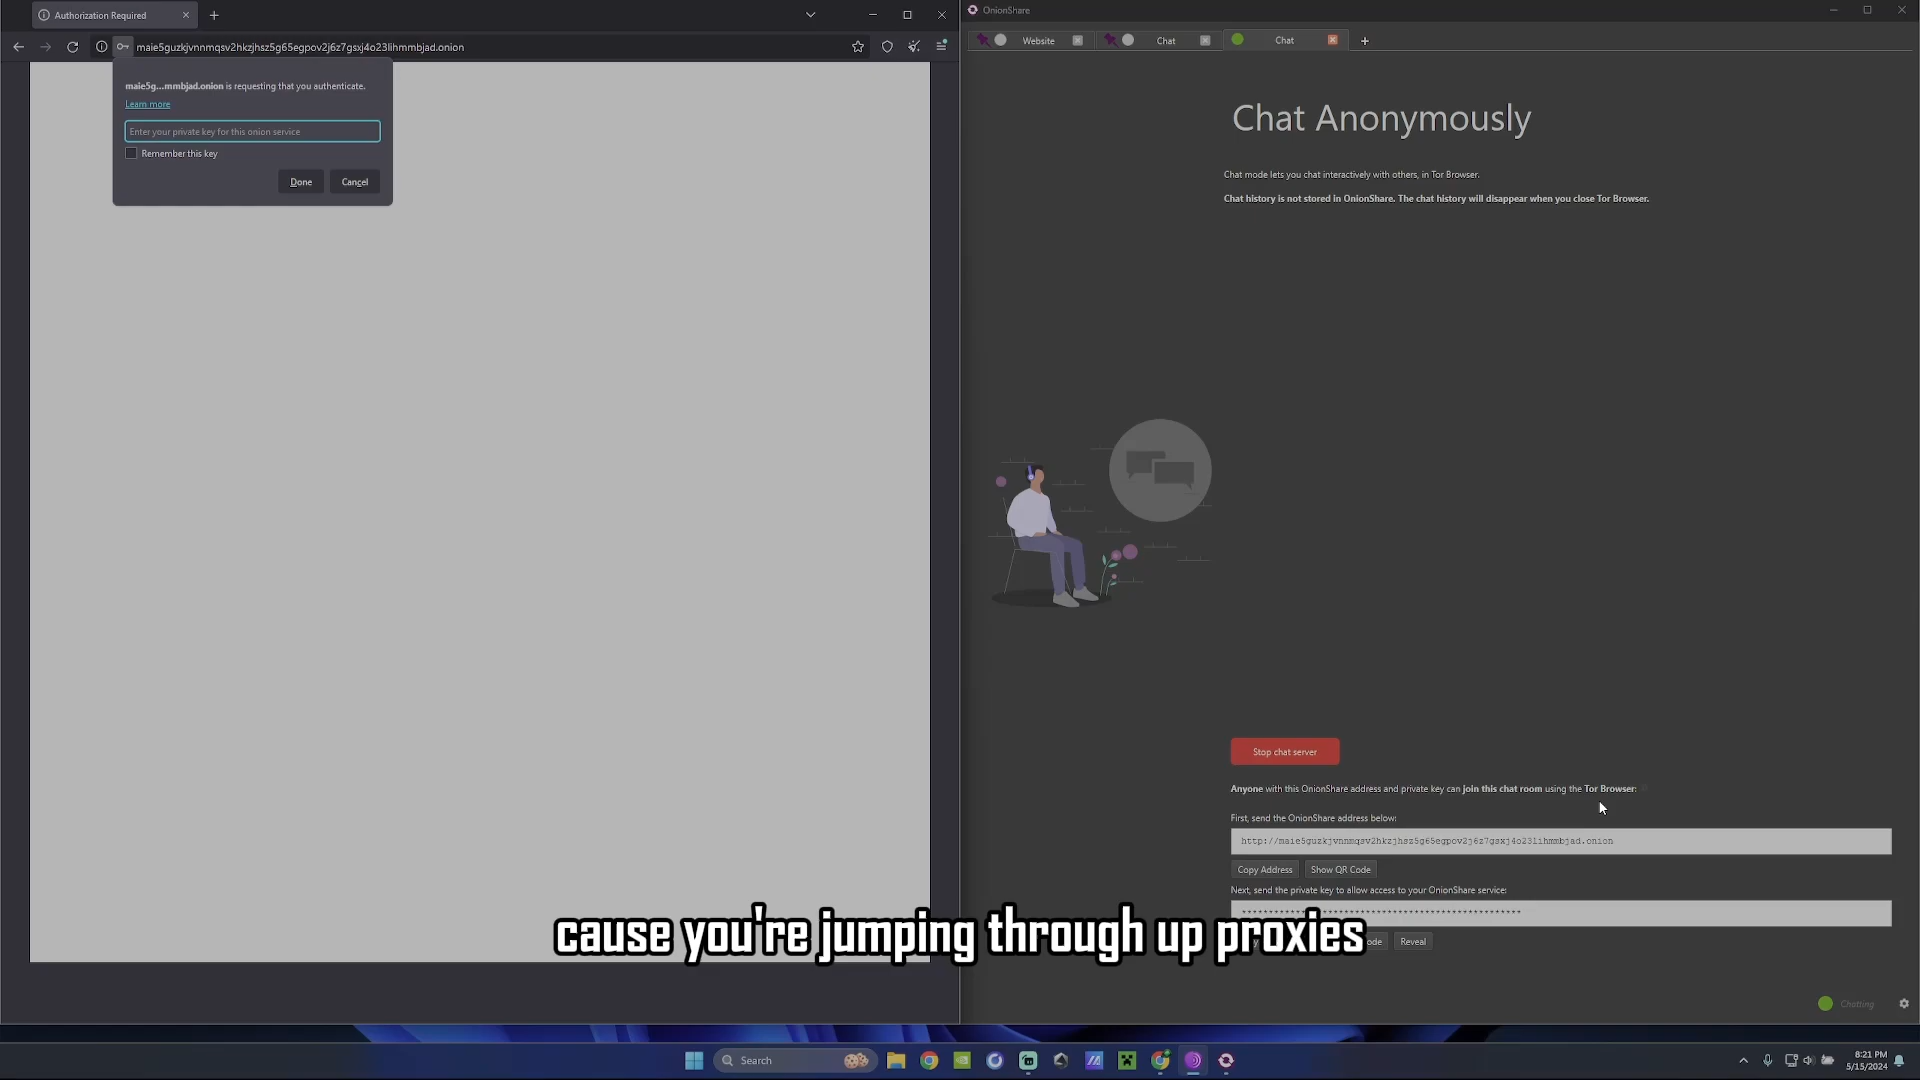 Authorization Required
OnionShare
maie5guzkjvnnmqsv2hkzjhsz5g65egpov2j6z7gsxj4o23lihmmbjad.onion
Website
Chat
Chat
maie5g...mmbjad.onion is requesting that you authenticate.
Learn more
Enter your private key for this onion service
Remember this key
Done
Cancel
Chat Anonymously
Chat mode lets you chat interactively with others, in Tor Browser.
Chat history is not stored in OnionShare. The chat history will disappear when you close Tor Browser.
Stop chat server
Anyone with this OnionShare address and private key can join this chat room using the Tor Browser:
First, send the OnionShare address below:
http://maie5guzkjvnnmqsv2hkzjhsz5g65egpov2j6z7gsxj4o23lihmmbjad.onion
Copy Address
Show QR Code
Next, send the private key to allow access to your OnionShare service:
Reveal
cause you're jumping through up proxies
Chatting
Search
8:21 PM
5/15/2024